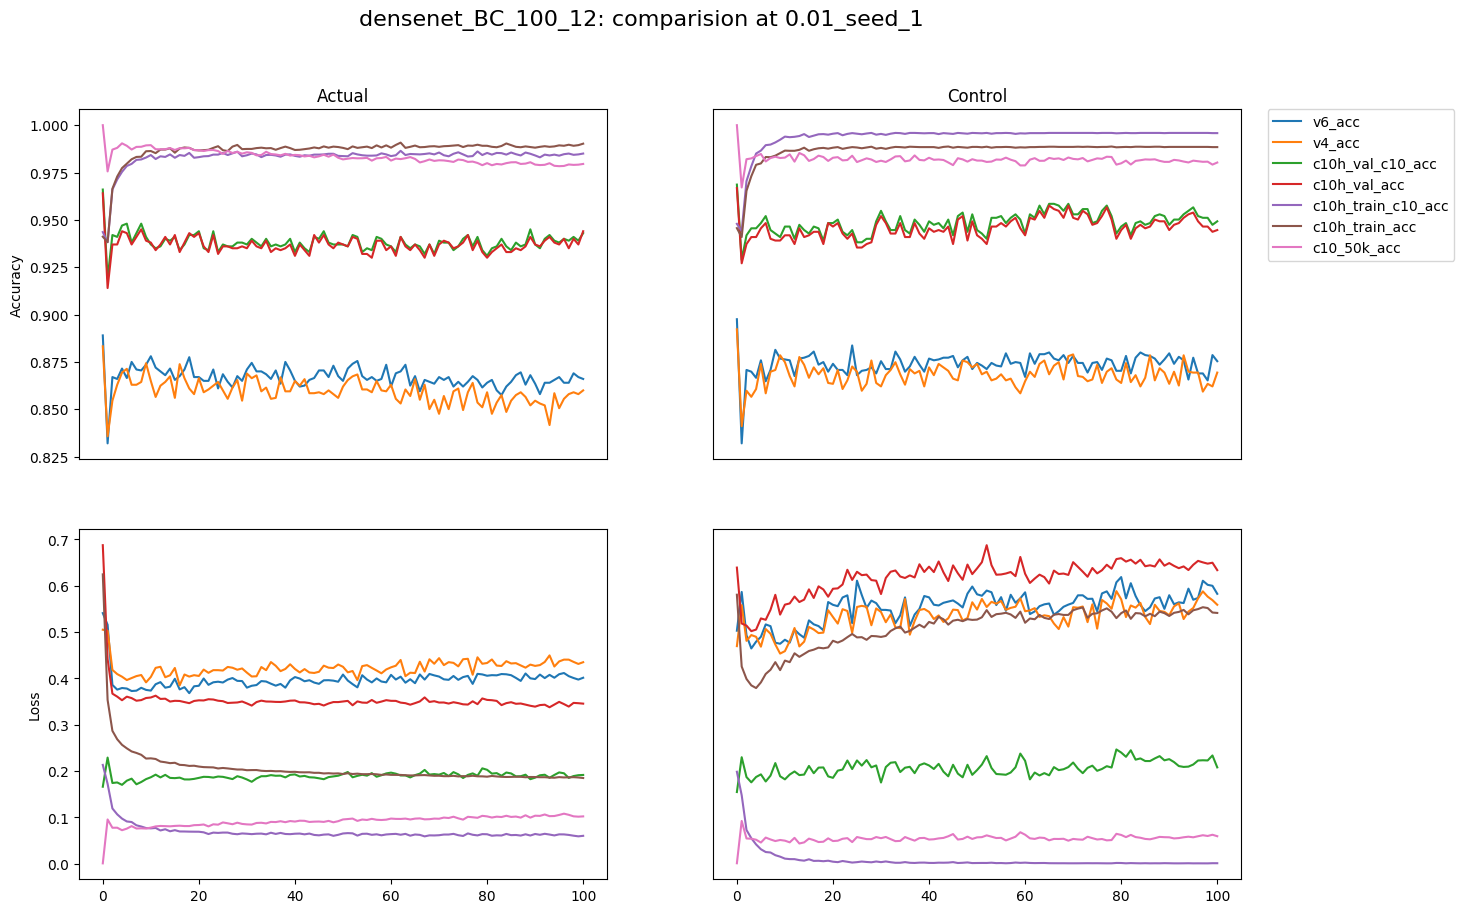 densenet_BC_100_12: comparision at 0.01_seed_1
Actual
Control
1.000
0.975
0.950
0.925
0.900
0.875
0.850
0.825
Accuracy
v6_acc
v4_acc
c10h_val_c10_acc
c10h_val_acc
c10h_train_c10_acc
c10h_train_acc
c10_50k_acc
0.7
0.6
0.5
0.4
0.3
0.2
0.1
0.0
Loss
0 20 40 60 80 100
0 20 40 60 80 100